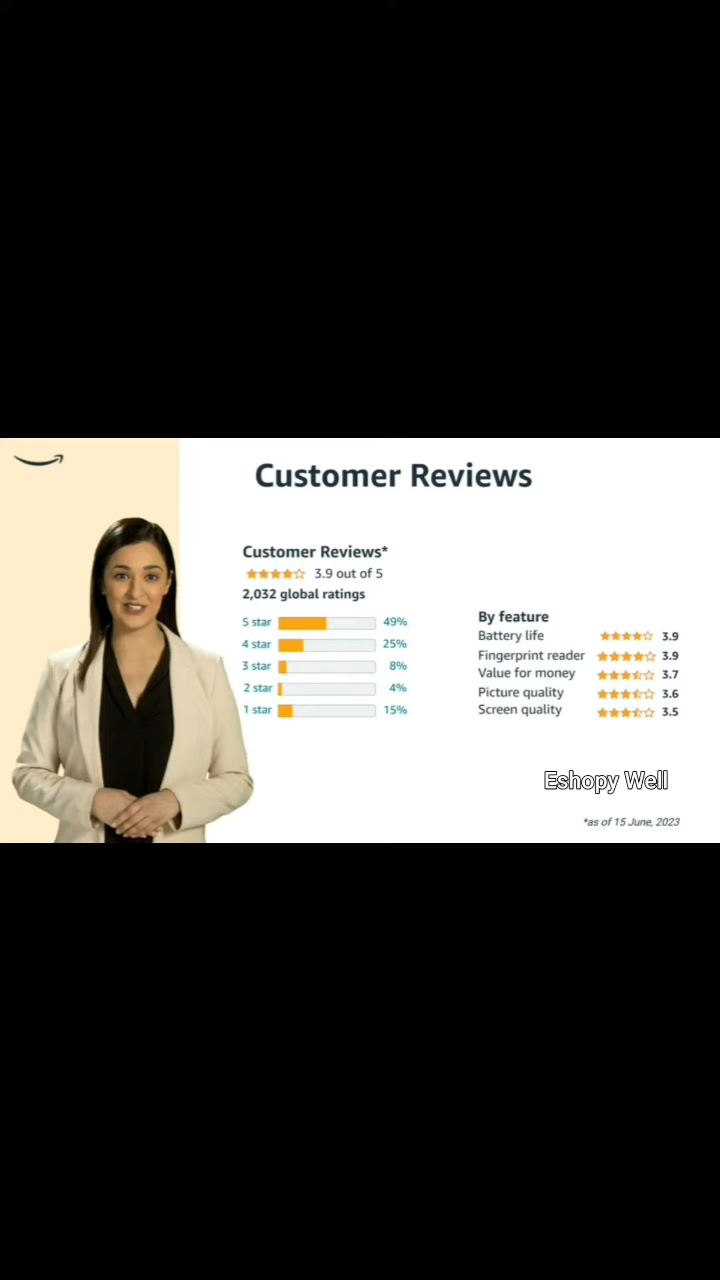 Customer Reviews
Customer Reviews*
3.9 out of 5
2,032 global ratings
5 star 49%
4 star 25%
3 star 8%
2 star 4%
1 star 15%
By feature
Battery life 3.9
Fingerprint reader 3.9
Value for money 3.7
Picture quality 3.6
Screen quality 3.5
Eshopy Well
*as of 15 June, 2023